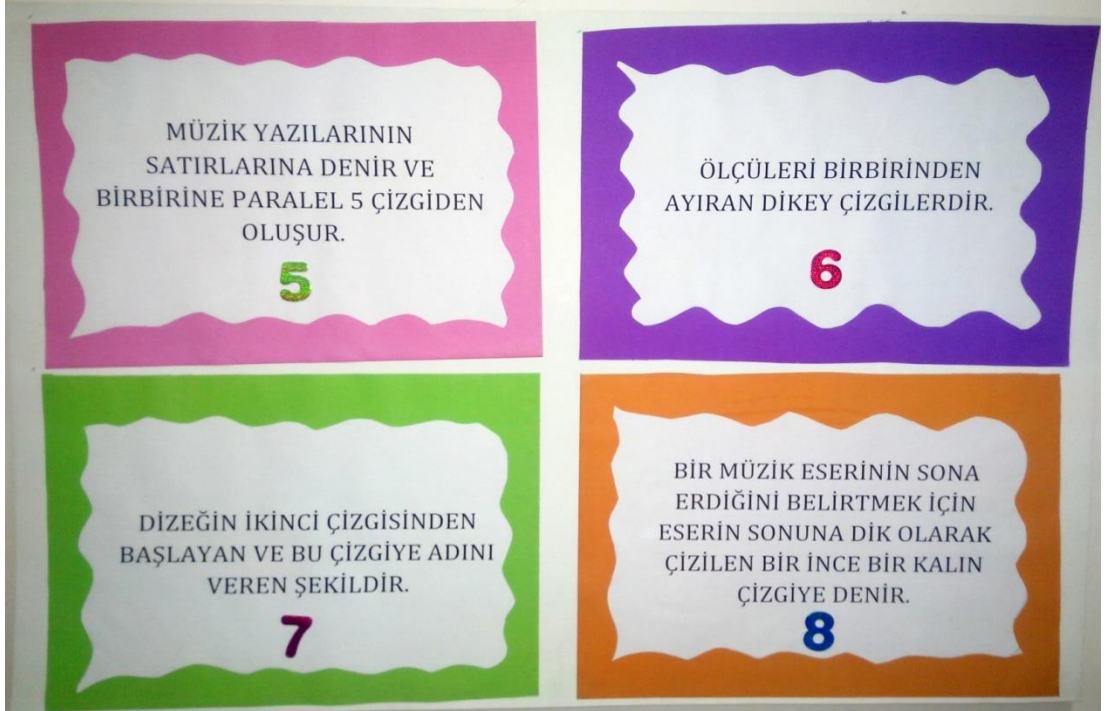 MÜZİK YAZILARININ
SATIRLARINA DENİR VE
BİRBİRİNE PARALEL 5 ÇİZGİDEN
OLUŞUR.
5
ÖLÇÜLERİ BİRBİRİNDEN
AYIRAN DİKEY ÇİZGİLERDİR.
6
DİZEĞİN İKİNCİ ÇİZGİSİNDEN
BAŞLAYAN VE BU ÇİZGİYE ADINI
VEREN ŞEKİLDİR.
7
BİR MÜZİK ESERİNİN SONA
ERDİĞİNİ BELİRTMEK İÇİN
ESERİN SONUNA DİK OLARAK
ÇİZİLEN BİR İNCE BİR KALIN
ÇİZGİYE DENİR.
8